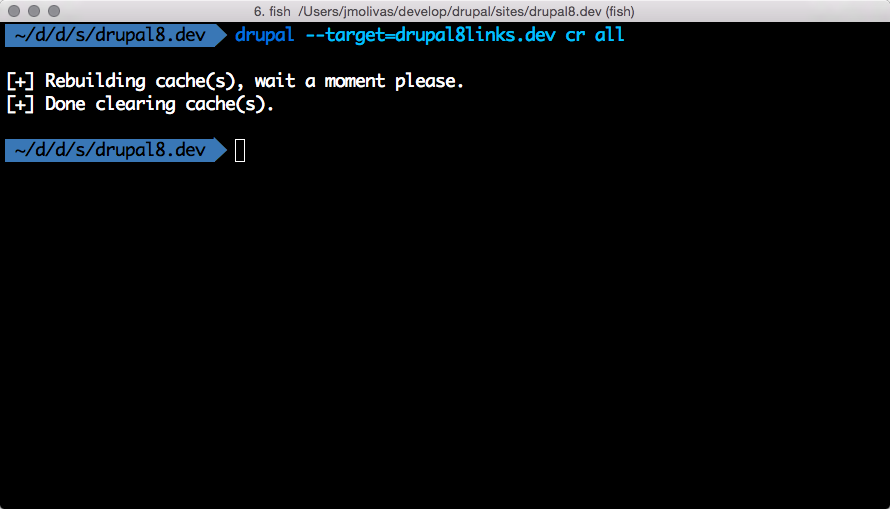 6. fish /Users/jmolivas/develop/drupal/sites/drupal8.dev (fish)
~/d/d/s/drupal8.dev drupal --target=drupal8links.dev cr all
[+] Rebuilding cache(s), wait a moment please.
[+] Done clearing cache(s).
~/d/d/s/drupal8.dev